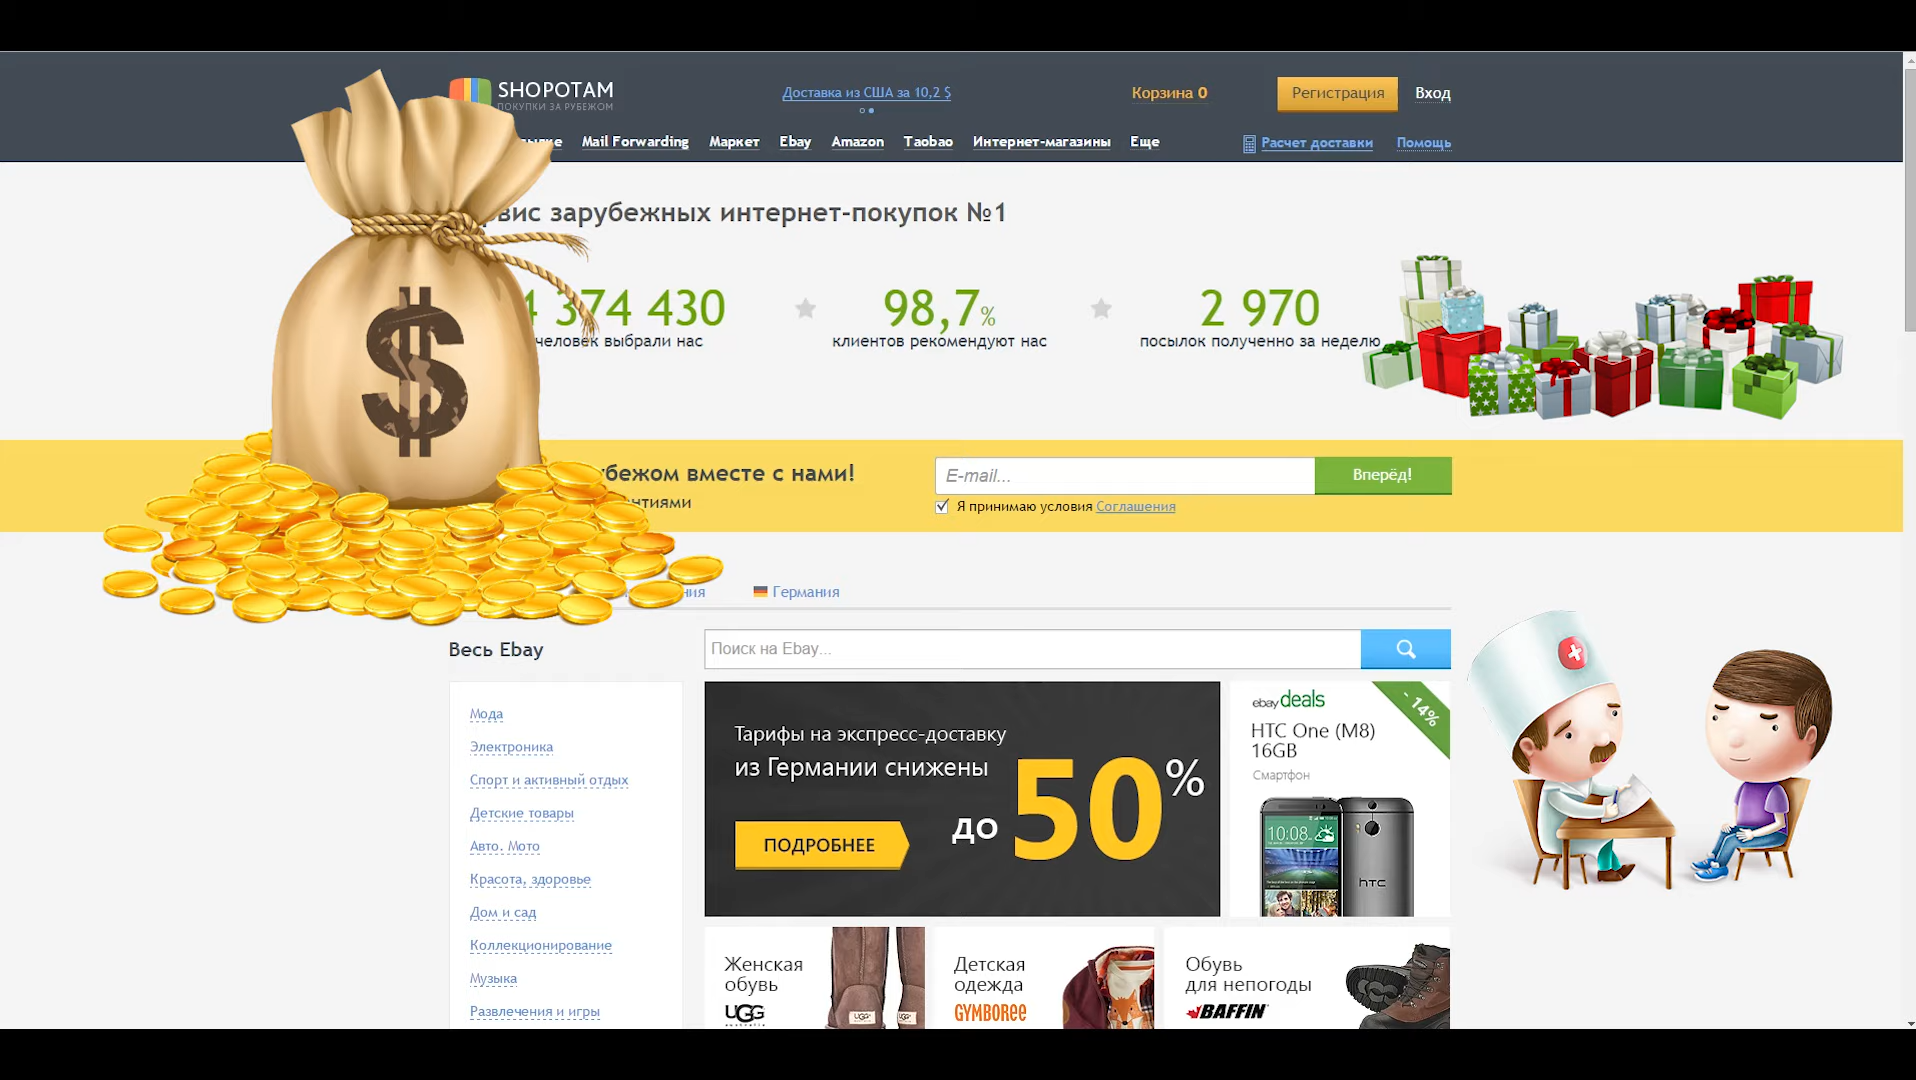 SHOPOTAM
ПОКУПКИ ЗА РУБЕЖОМ
Доставка из США за 10,2 $
Корзина 0
Регистрация
Вход
Mail Forwarding Маркет Ebay Amazon Taobao Интернет-магазины Еще
Расчет доставки Помощь
зарубежных интернет-покупок №1
374 430
98,7%
2 970
человек выбрали нас
клиентов рекомендуют нас
посылок полученно за неделю
вместе с нами!
E-mail...
Вперёд!
Я принимаю условия Соглашения
Германия
Весь Ebay
Поиск на Ebay...
Мода
Электроника
Спорт и активный отдых
Детские товары
Авто. Мото
Красота, здоровье
Дом и сад
Коллекционирование
Музыка
Развлечения и игры
Тарифы на экспресс-доставку
из Германии снижены
до 50%
ПОДРОБНЕЕ
ebay deals
- 14%
HTC One (M8)
16GB
Смартфон
10:08
hTC
Женская
обувь
UGG
australia
Детская
одежда
GYMBOREE
Обувь
для непогоды
BAFFIN
UGG